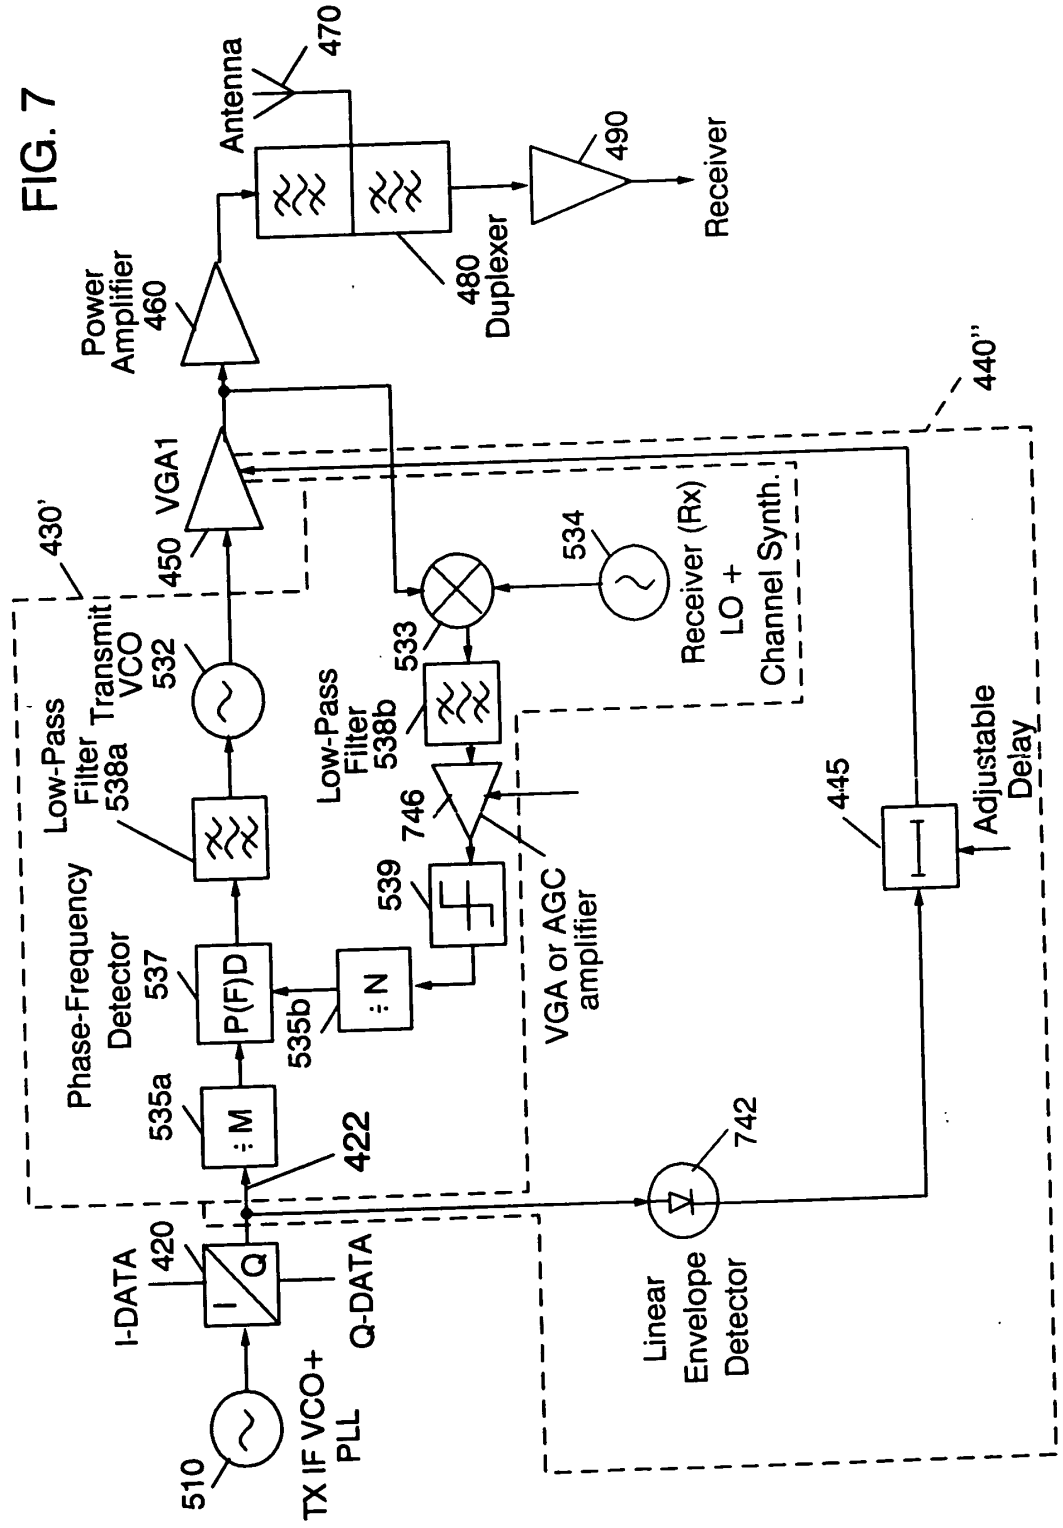 FIG. 7
I-DATA
420
I
Q
Q-DATA
510
TX IF VCO+
PLL
422
535a
÷ M
Phase-Frequency
Detector
537
P(F)D
535b
÷ N
Low-Pass
Filter
538a
Transmit
VCO
532
430'
VGA1
450
Power
Amplifier
460
Antenna
470
480
Duplexer
490
Receiver
539
746
VGA or AGC
amplifier
Low-Pass
Filter
538b
533
534
Receiver (Rx)
LO +
Channel Synth.
440"
Linear
Envelope
Detector
742
445
Adjustable
Delay